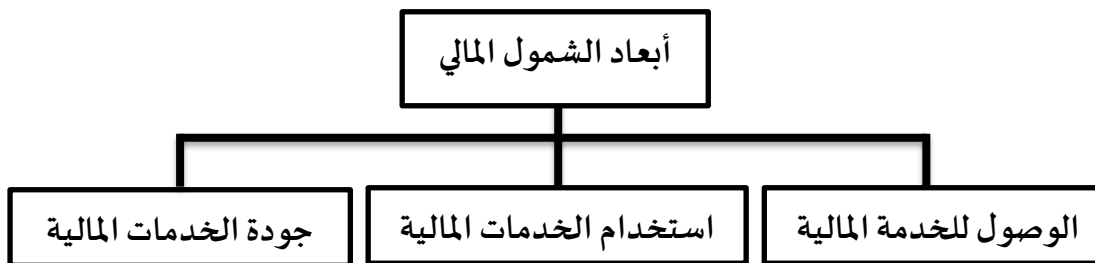 أبعاد الشمول المالي
الوصول للخدمة المالية
استخدام الخدمات المالية
جودة الخدمات المالية